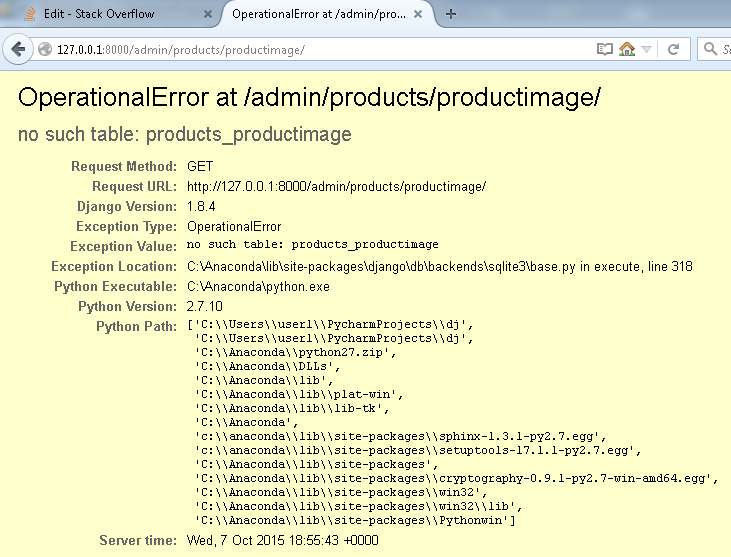 Edit - Stack Overflow
OperationalError at /admin/pro...
127.0.0.1:8000/admin/products/productimage/
OperationalError at /admin/products/productimage/
no such table: products_productimage
Request Method: GET
Request URL: http://127.0.0.1:8000/admin/products/productimage/
Django Version: 1.8.4
Exception Type: OperationalError
Exception Value: no such table: products_productimage
Exception Location: C:\Anaconda\lib\site-packages\django\db\backends\sqlite3\base.py in execute, line 318
Python Executable: C:\Anaconda\python.exe
Python Version: 2.7.10
Python Path: ['C:\\Users\\user1\\PycharmProjects\\dj',
'C:\\Users\\user1\\PycharmProjects\\dj',
'C:\\Anaconda\\python27.zip',
'C:\\Anaconda\\DLLs',
'C:\\Anaconda\\lib',
'C:\\Anaconda\\lib\\plat-win',
'C:\\Anaconda\\lib\\lib-tk',
'C:\\Anaconda',
'c:\\anaconda\\lib\\site-packages\\sphinx-1.3.1-py2.7.egg',
'c:\\anaconda\\lib\\site-packages\\setuptools-17.1.1-py2.7.egg',
'C:\\Anaconda\\lib\\site-packages',
'C:\\Anaconda\\lib\\site-packages\\cryptography-0.9.1-py2.7-win-amd64.egg',
'C:\\Anaconda\\lib\\site-packages\\win32',
'C:\\Anaconda\\lib\\site-packages\\win32\\lib',
'C:\\Anaconda\\lib\\site-packages\\Pythonwin']
Server time: Wed, 7 Oct 2015 18:55:43 +0000